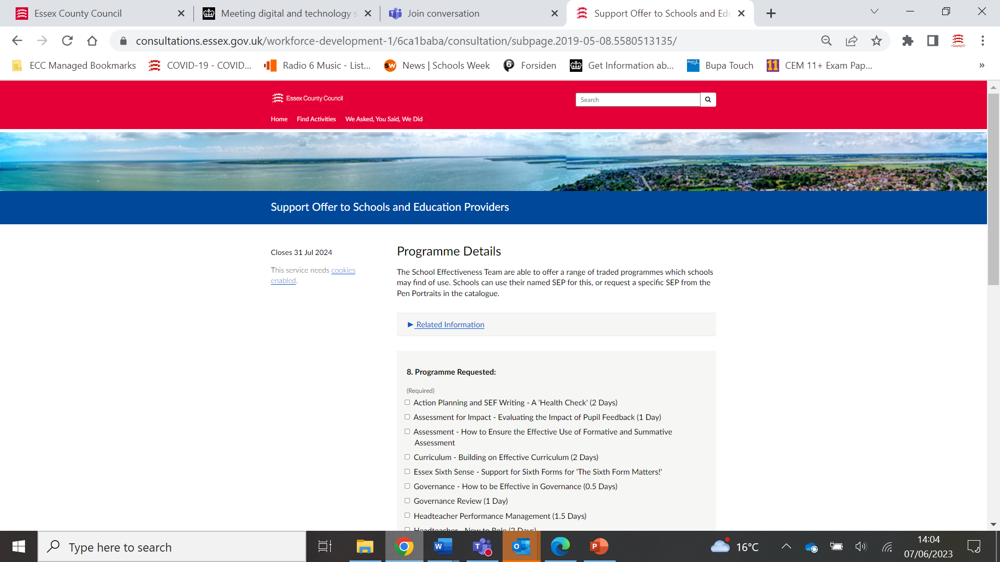 Essex County Council
Meeting digital and technology s
Join conversation
Support Offer to Schools and Edu
consultations.essex.gov.uk/workforce-development-1/6ca1baba/consultation/subpage.2019-05-08.5580513135/
ECC Managed Bookmarks
COVID-19 - COVID...
Radio 6 Music - List...
SW
News | Schools Week
6
Forsiden
Get Information ab...
Bupa Touch
11
CEM 11+ Exam Pap...
»
Essex County Council
Search
Home
Find Activities
We Asked, You Said, We Did
Support Offer to Schools and Education Providers
Closes 31 Jul 2024
This service needs cookies
enabled.
Programme Details
The School Effectiveness Team are able to offer a range of traded programmes which schools
may find of use. Schools can use their named SEP for this, or request a specific SEP from the
Pen Portraits in the catalogue.
► Related Information
8. Programme Requested:
(Required)
Action Planning and SEF Writing - A 'Health Check' (2 Days)
Assessment for Impact - Evaluating the Impact of Pupil Feedback (1 Day)
Assessment - How to Ensure the Effective Use of Formative and Summative
Assessment
Curriculum - Building on Effective Curriculum (2 Days)
Essex Sixth Sense - Support for Sixth Forms for 'The Sixth Form Matters!'
Governance - How to be Effective in Governance (0.5 Days)
Governance Review (1 Day)
Headteacher Performance Management (1.5 Days)
Headteacher - New to Role (2 Days)
Type here to search
16°C
14:04
07/06/2023